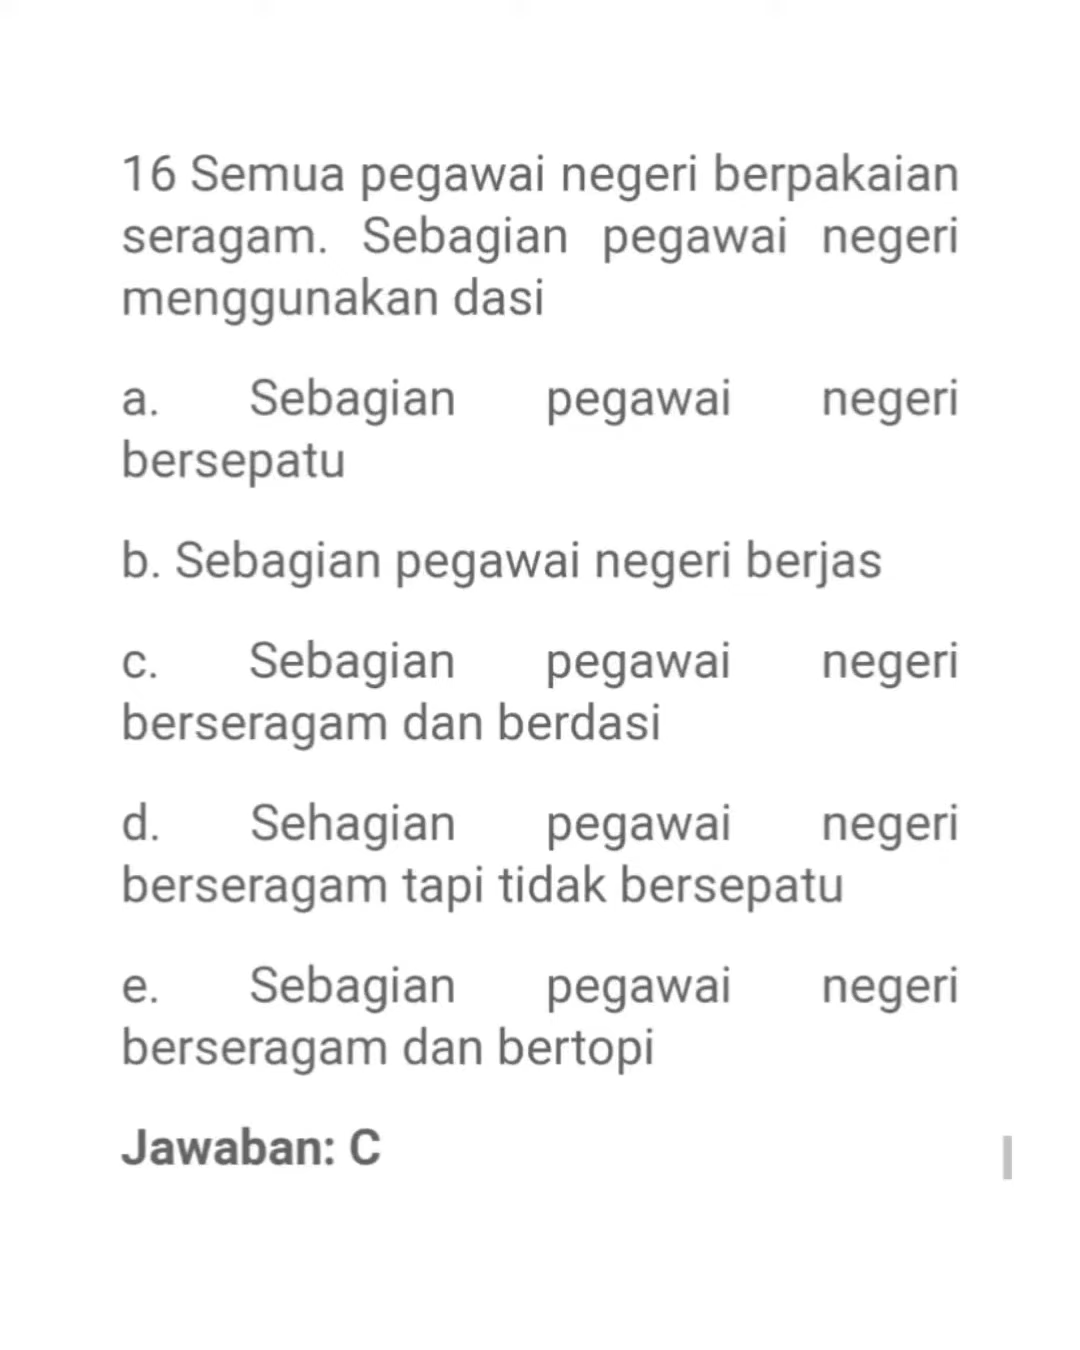 16 Semua pegawai negeri berpakaian
seragam. Sebagian pegawai negeri
menggunakan dasi
a. Sebagian pegawai negeri
bersepatu
b. Sebagian pegawai negeri berjas
c. Sebagian pegawai negeri
berseragam dan berdasi
d. Sehagian pegawai negeri
berseragam tapi tidak bersepatu
e. Sebagian pegawai negeri
berseragam dan bertopi
Jawaban: C